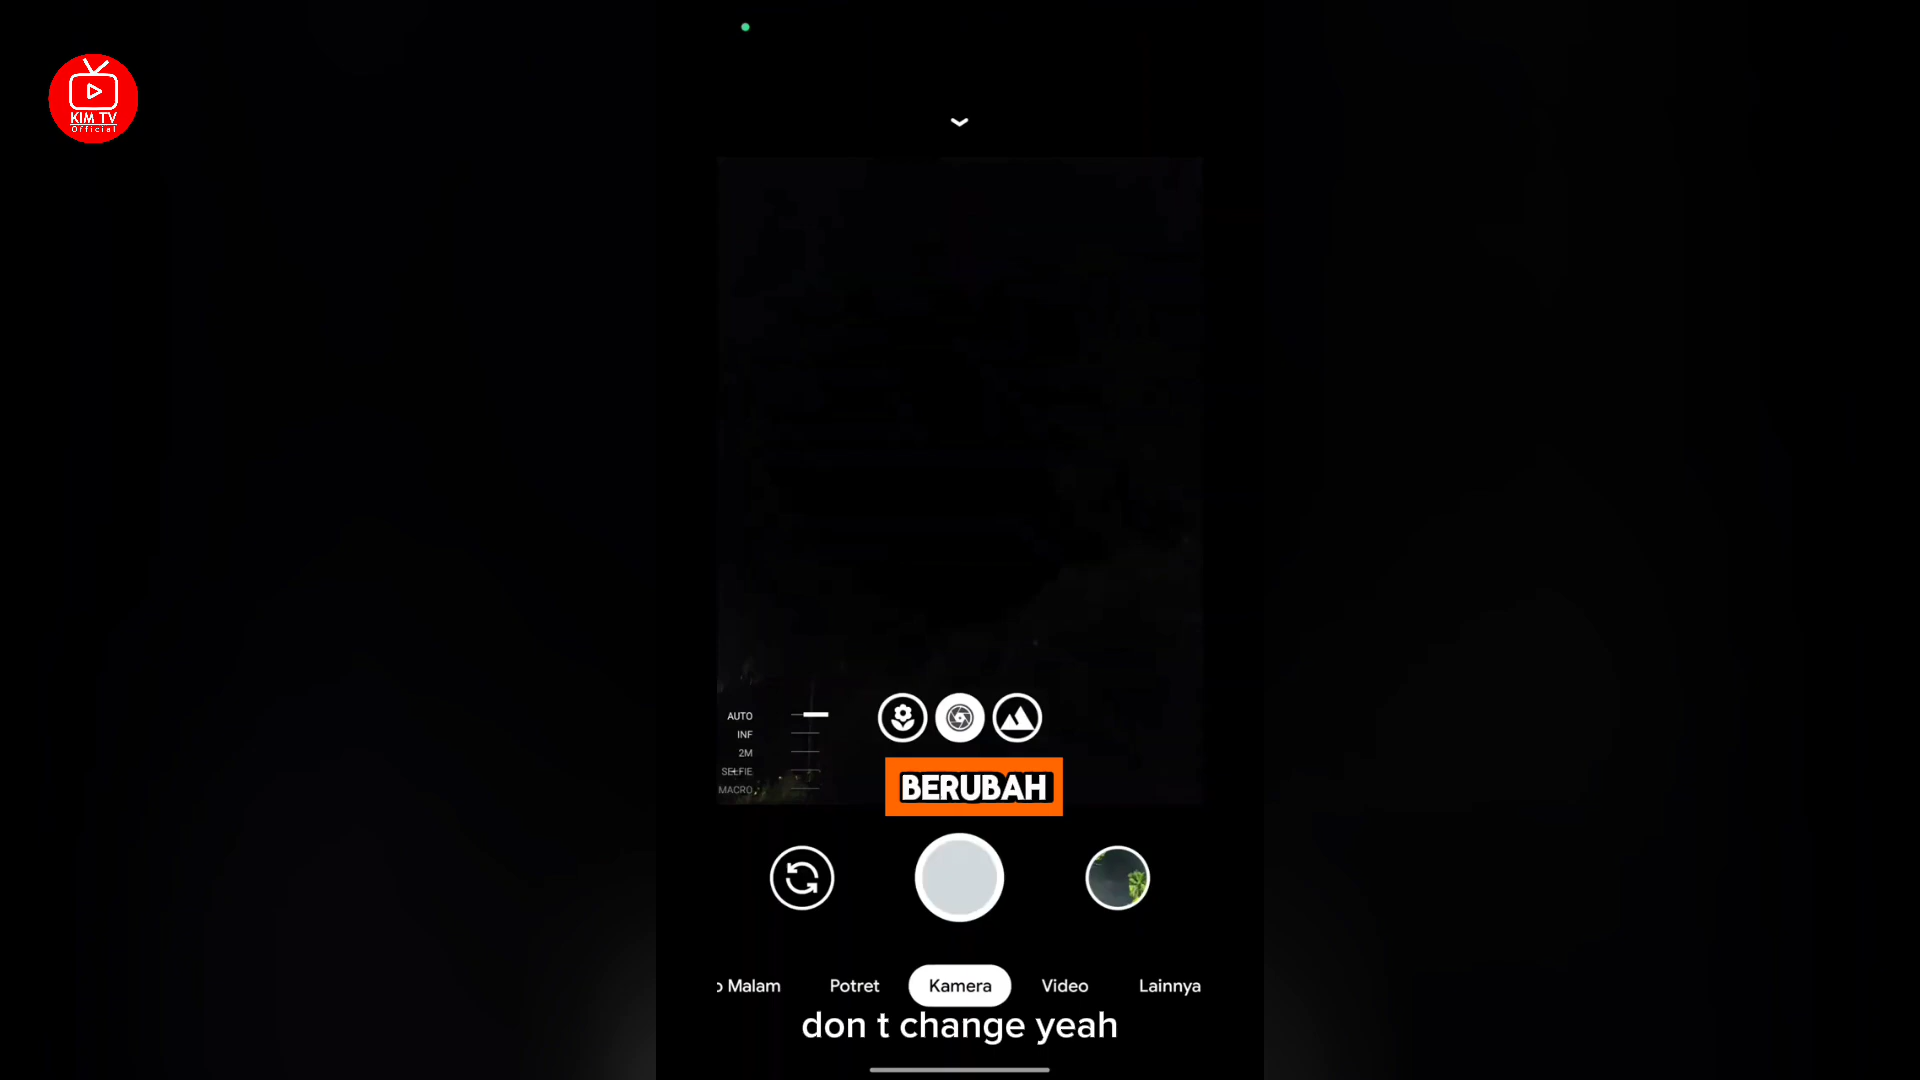 KIM TV
Official
AUTO
INF
2M
SELFIE
MACRO
BERUBAH
o Malam
Potret
Kamera
Video
Lainnya
don t change yeah